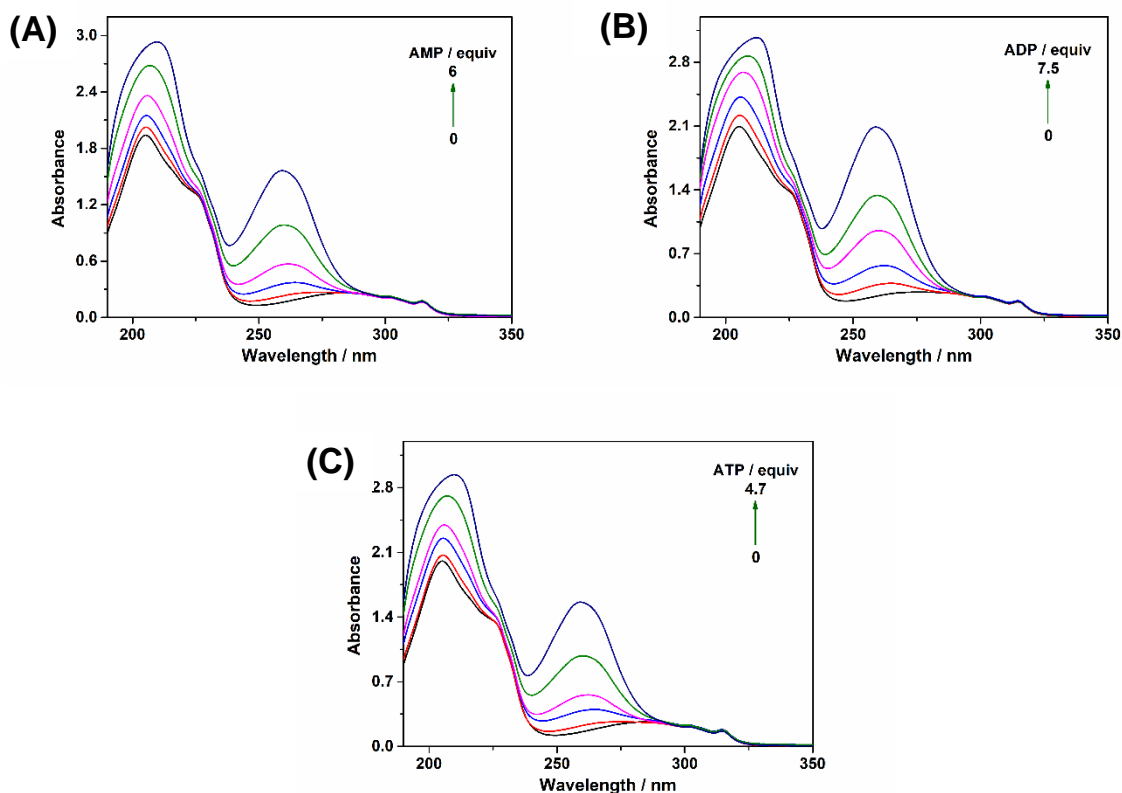 (A)
AMP / equiv
6
0
3.0
2.4
1.8
1.2
0.6
0.0
Absorbance
200
250
300
350
Wavelength / nm
(B)
ADP / equiv
7.5
0
2.8
2.1
1.4
0.7
0.0
Absorbance
200
250
300
350
Wavelength / nm
(C)
ATP / equiv
4.7
0
2.8
2.1
1.4
0.7
0.0
Absorbance
200
250
300
350
Wavelength / nm